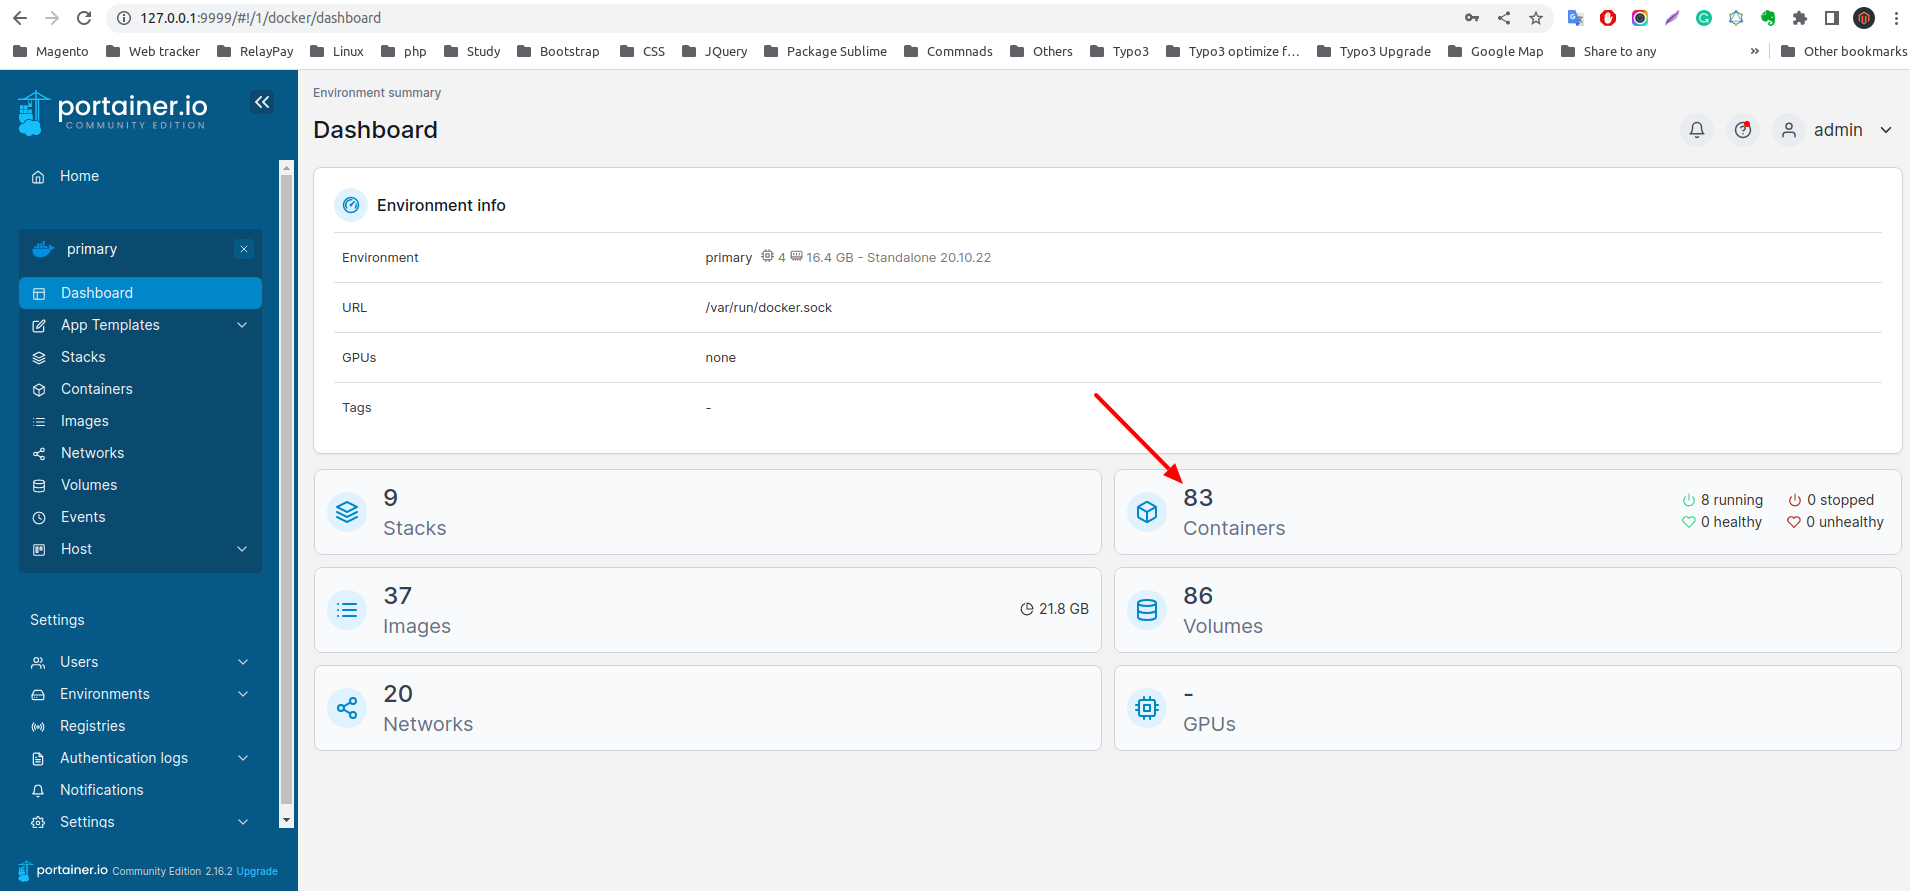 127.0.0.1:9999/#!/1/docker/dashboard
Magento Web tracker RelayPay Linux php Study Bootstrap CSS JQuery Package Sublime Commnads Others Typo3 Typo3 optimize f… Typo3 Upgrade Google Map Share to any » Other bookmarks
portainer.io
COMMUNITY EDITION
Home
primary
Dashboard
App Templates
Stacks
Containers
Images
Networks
Volumes
Events
Host
Settings
Users
Environments
Registries
Authentication logs
Notifications
Settings
portainer.io Community Edition 2.16.2 Upgrade
Environment summary
Dashboard
admin
Environment info
Environment primary 4 16.4 GB - Standalone 20.10.22
URL /var/run/docker.sock
GPUs none
Tags -
9
Stacks
83
Containers
8 running 0 stopped
0 healthy 0 unhealthy
37
Images
21.8 GB
86
Volumes
20
Networks
-
GPUs